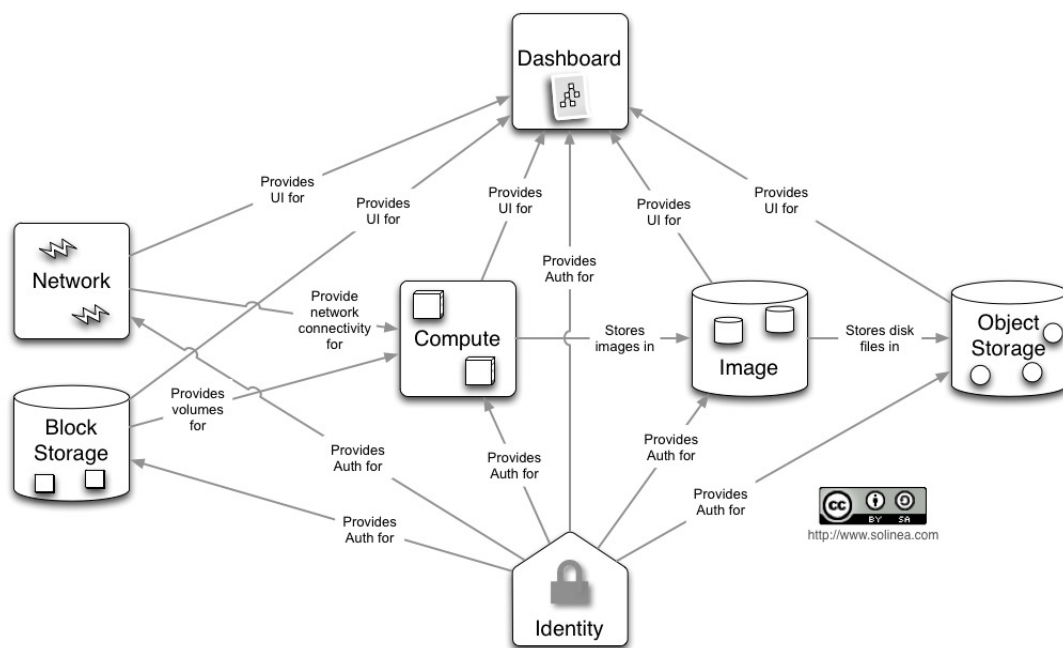 Dashboard
Provides
UI for
Provides
UI for
Provides
UI for
Provides
Auth for
Provides
UI for
Provides
UI for
Network
Provide
network
connectivity
for
Compute
Stores
images in
Image
Stores disk
files in
Object
Storage
Block
Storage
Provides
volumes
for
Provides
Auth for
Provides
Auth for
Provides
Auth for
Provides
Auth for
Provides
Auth for
Identity
cc
BY SA
http://www.solinea.com